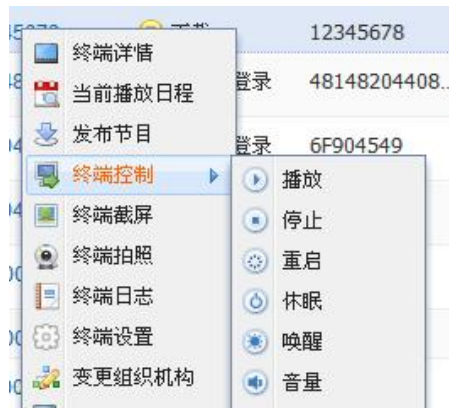 12345678
登录 48148204408..
登录 6F904549
终端详情
当前播放日程
发布节目
终端控制
终端截屏
终端拍照
终端日志
终端设置
变更组织机构
播放
停止
重启
休眠
唤醒
音量